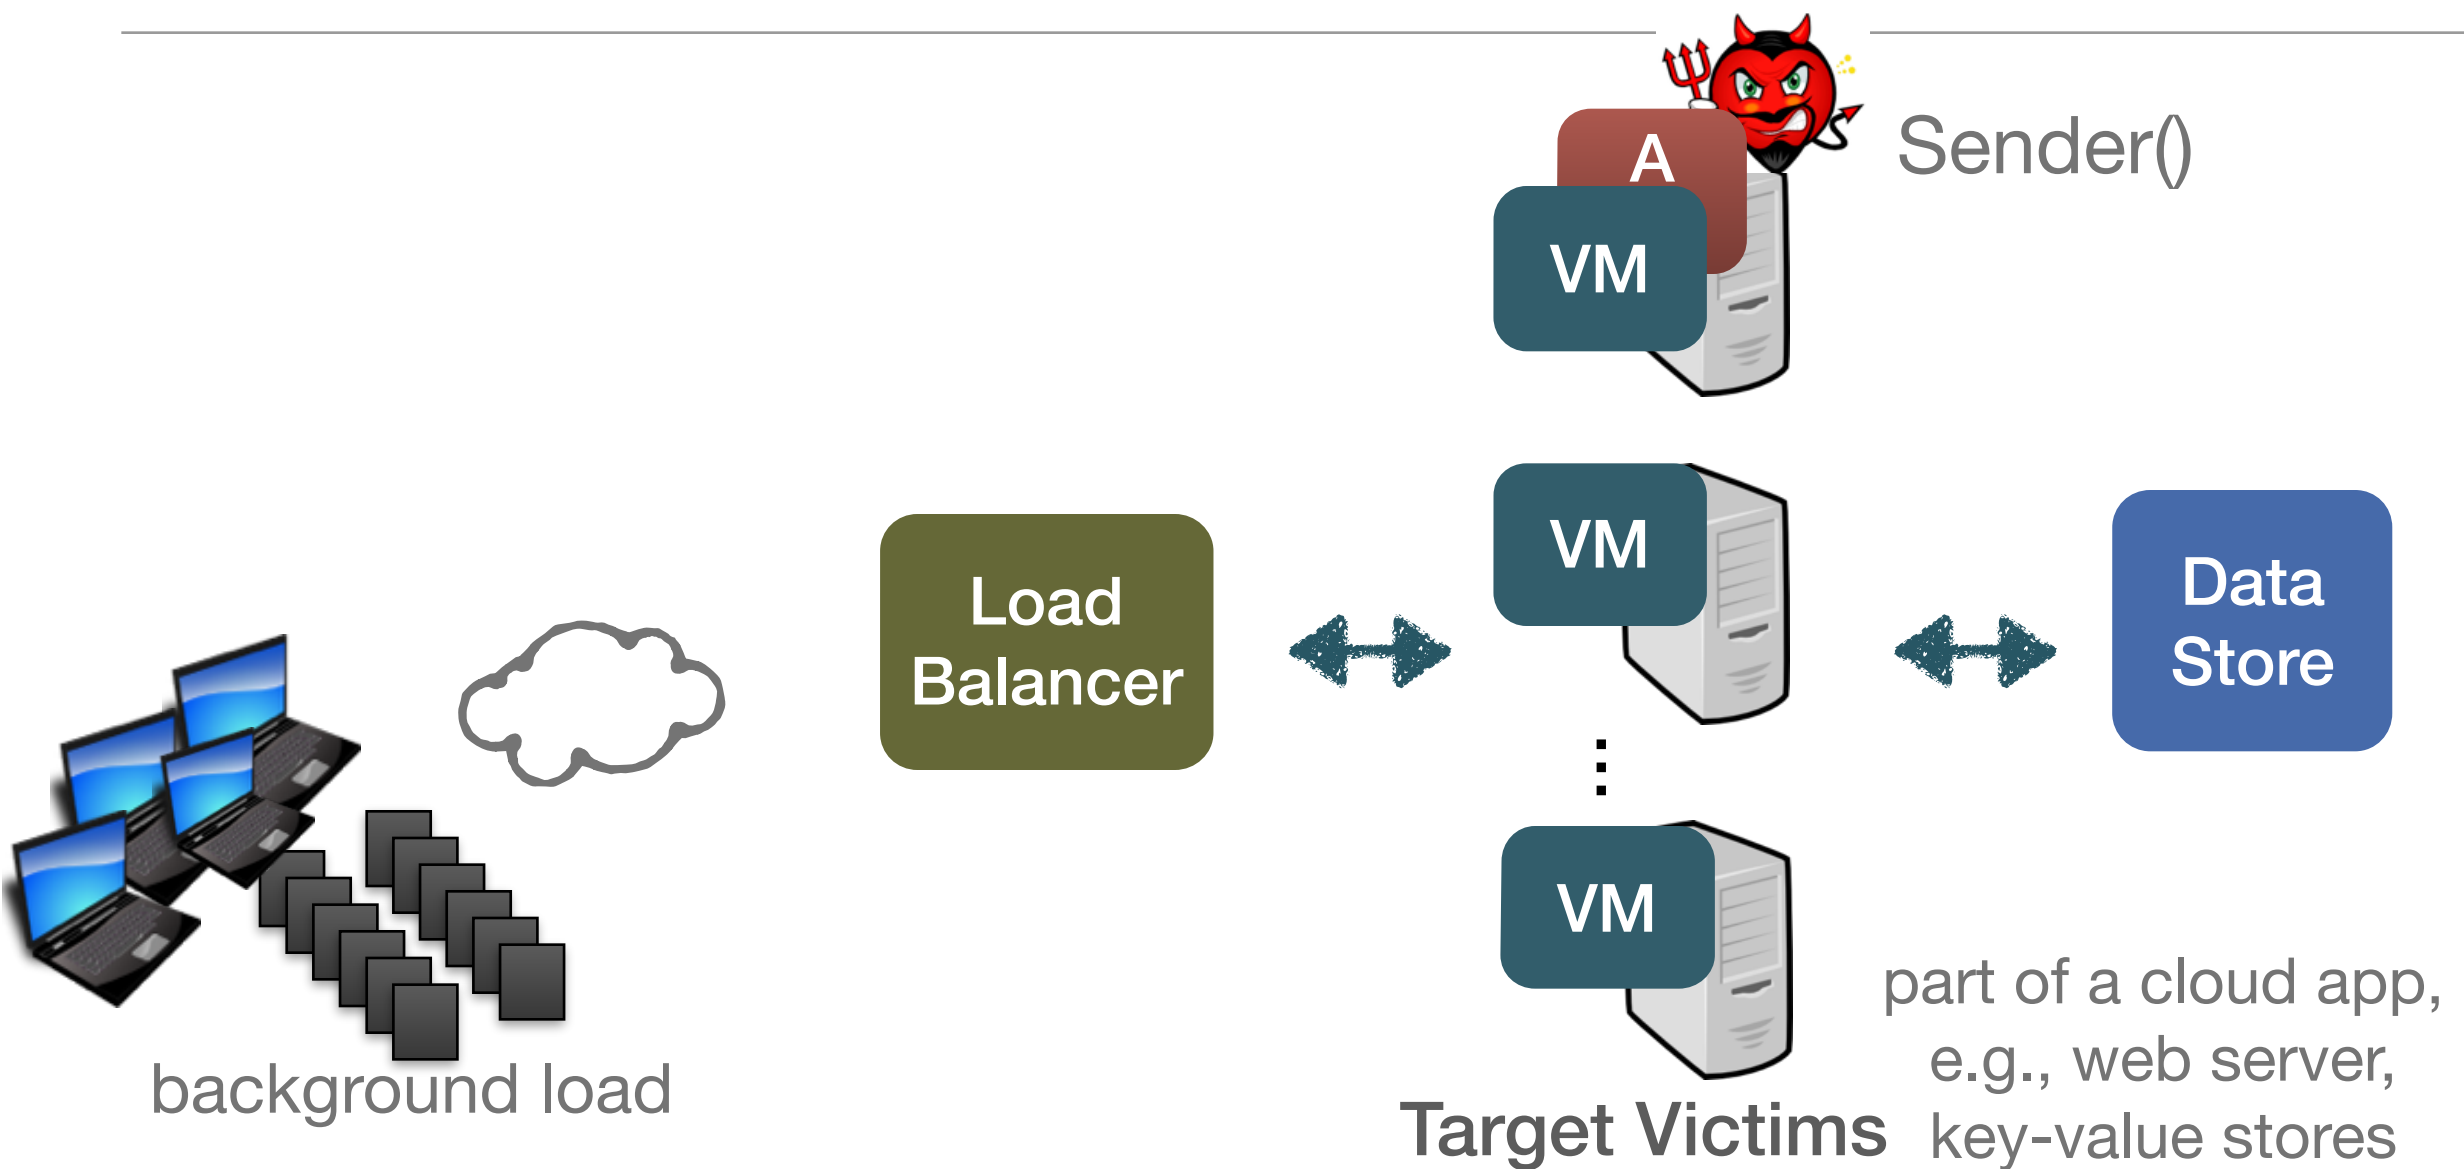 A
Sender()
VM
VM
Load
Balancer
Data
Store
VM
background load
Target Victims
part of a cloud app,
e.g., web server,
key-value stores